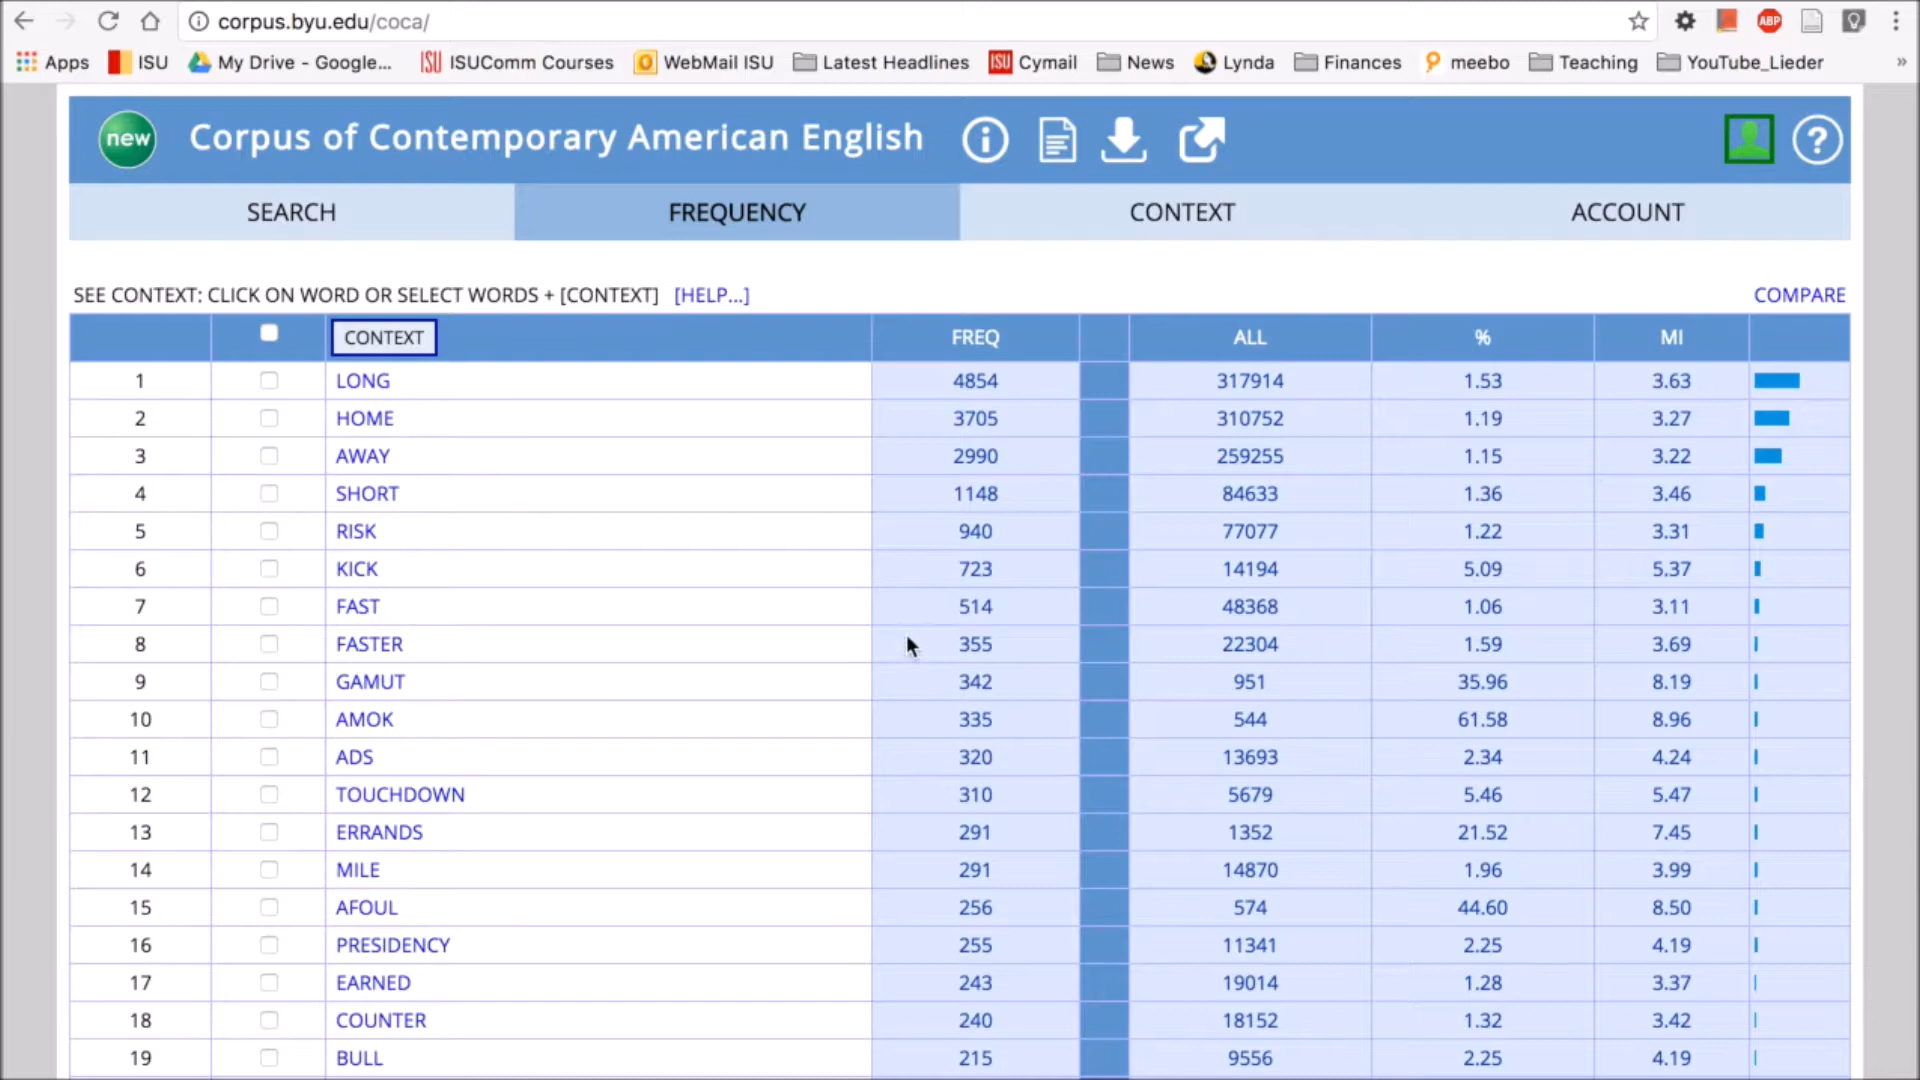 corpus.byu.edu/coca/
ABP
Apps ISU My Drive - Google... ISUComm Courses WebMail ISU Latest Headlines ISU Cymail News Lynda Finances meebo Teaching YouTube_Lieder »
new Corpus of Contemporary American English
SEARCH FREQUENCY CONTEXT ACCOUNT
SEE CONTEXT: CLICK ON WORD OR SELECT WORDS + [CONTEXT] [HELP...] COMPARE
CONTEXT FREQ ALL % MI
1 LONG 4854 317914 1.53 3.63
2 HOME 3705 310752 1.19 3.27
3 AWAY 2990 259255 1.15 3.22
4 SHORT 1148 84633 1.36 3.46
5 RISK 940 77077 1.22 3.31
6 KICK 723 14194 5.09 5.37
7 FAST 514 48368 1.06 3.11
8 FASTER 355 22304 1.59 3.69
9 GAMUT 342 951 35.96 8.19
10 AMOK 335 544 61.58 8.96
11 ADS 320 13693 2.34 4.24
12 TOUCHDOWN 310 5679 5.46 5.47
13 ERRANDS 291 1352 21.52 7.45
14 MILE 291 14870 1.96 3.99
15 AFOUL 256 574 44.60 8.50
16 PRESIDENCY 255 11341 2.25 4.19
17 EARNED 243 19014 1.28 3.37
18 COUNTER 240 18152 1.32 3.42
19 BULL 215 9556 2.25 4.19